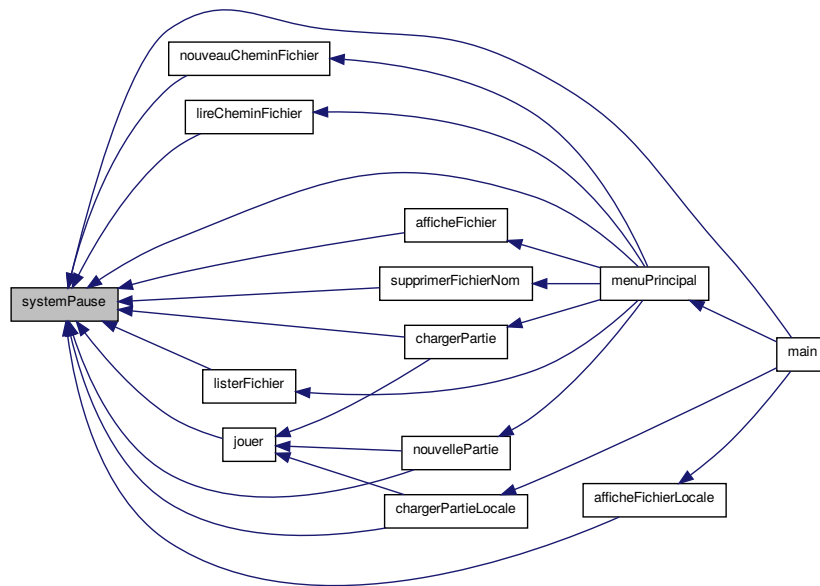 nouveauCheminFichier
lireCheminFichier
afficheFichier
supprimerFichierNom
menuPrincipal
systemPause
chargerPartie
main
listerFichier
jouer
nouvellePartie
afficheFichierLocale
chargerPartieLocale